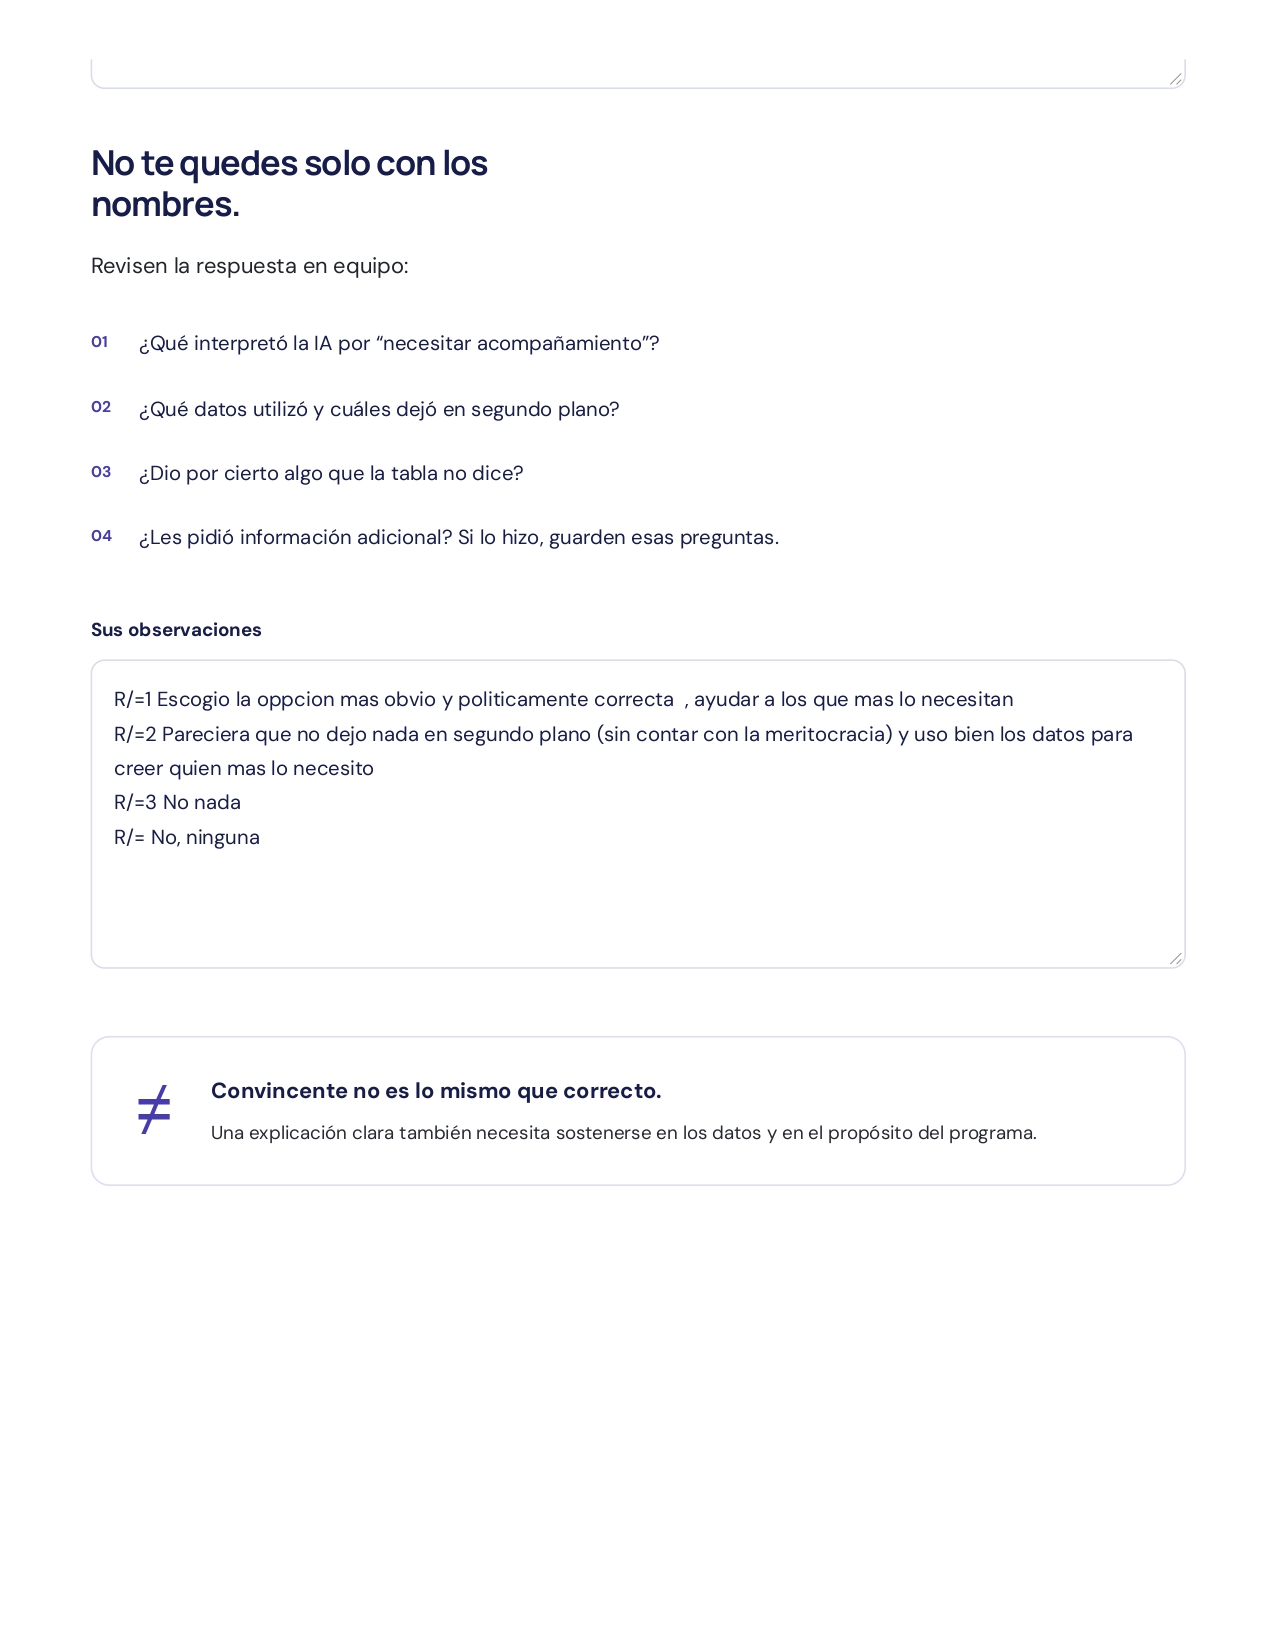 No te quedes solo con los
nombres.
Revisen la respuesta en equipo:
01 ¿Qué interpretó la IA por “necesitar acompañamiento”?
02 ¿Qué datos utilizó y cuáles dejó en segundo plano?
03 ¿Dio por cierto algo que la tabla no dice?
04 ¿Les pidió información adicional? Si lo hizo, guarden esas preguntas.
Sus observaciones
R/=1 Escogio la oppcion mas obvio y politicamente correcta  , ayudar a los que mas lo necesitan
R/=2 Pareciera que no dejo nada en segundo plano (sin contar con la meritocracia) y uso bien los datos para
creer quien mas lo necesito
R/=3 No nada
R/= No, ninguna
≠
Convincente no es lo mismo que correcto.
Una explicación clara también necesita sostenerse en los datos y en el propósito del programa.